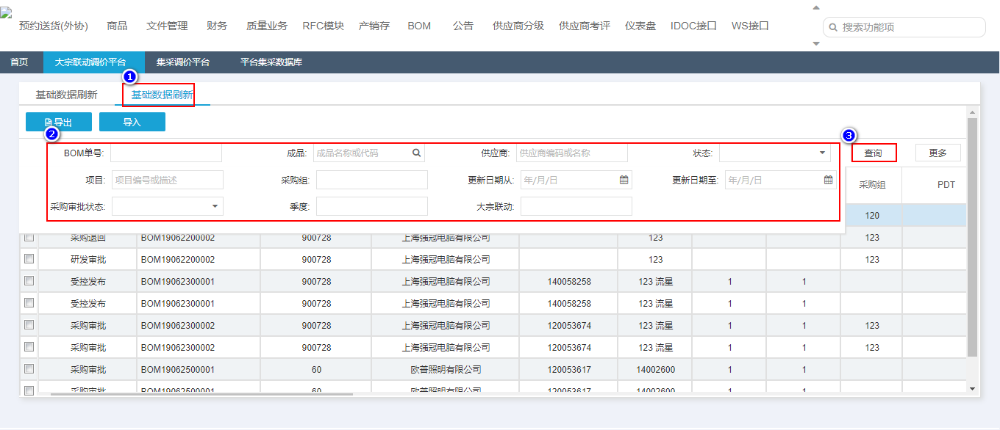 预约送货(外协) 商品 文件管理 财务 质量业务 RFC模块 产销存 BOM 公告 供应商分级 供应商考评 仪表盘 IDOC接口 WS接口 搜索功能项
首页 大宗联动调价平台 集采调价平台 平台集采数据库
1
基础数据刷新 基础数据刷新
导出 导入
2 3
BOM单号: 成品: 成品名称或代码 供应商: 供应商编码或名称 状态: 查询 更多
项目: 项目编号或描述 采购组: 更新日期从: 年/月/日 更新日期至: 年/月/日 采购组 PDT
采购审批状态: 季度: 大宗联动:
120
采购退回 BOM19062200002 900728 上海强冠电脑有限公司 123 123
研发审批 BOM19062200002 900728 上海强冠电脑有限公司 123 123
受控发布 BOM19062300001 900728 上海强冠电脑有限公司 140058258 123 流星 1 1
受控发布 BOM19062300001 900728 上海强冠电脑有限公司 140058258 123 流星 1 1
采购审批 BOM19062300002 900728 上海强冠电脑有限公司 120053674 123 流星 1 1 123
采购审批 BOM19062300002 900728 上海强冠电脑有限公司 120053674 123 流星 1 1 123
采购审批 BOM19062500001 60 欧普照明有限公司 120053617 14002600 1 1
采购审批 BOM19062500001 60 欧普照明有限公司 120053617 14002600 1 1